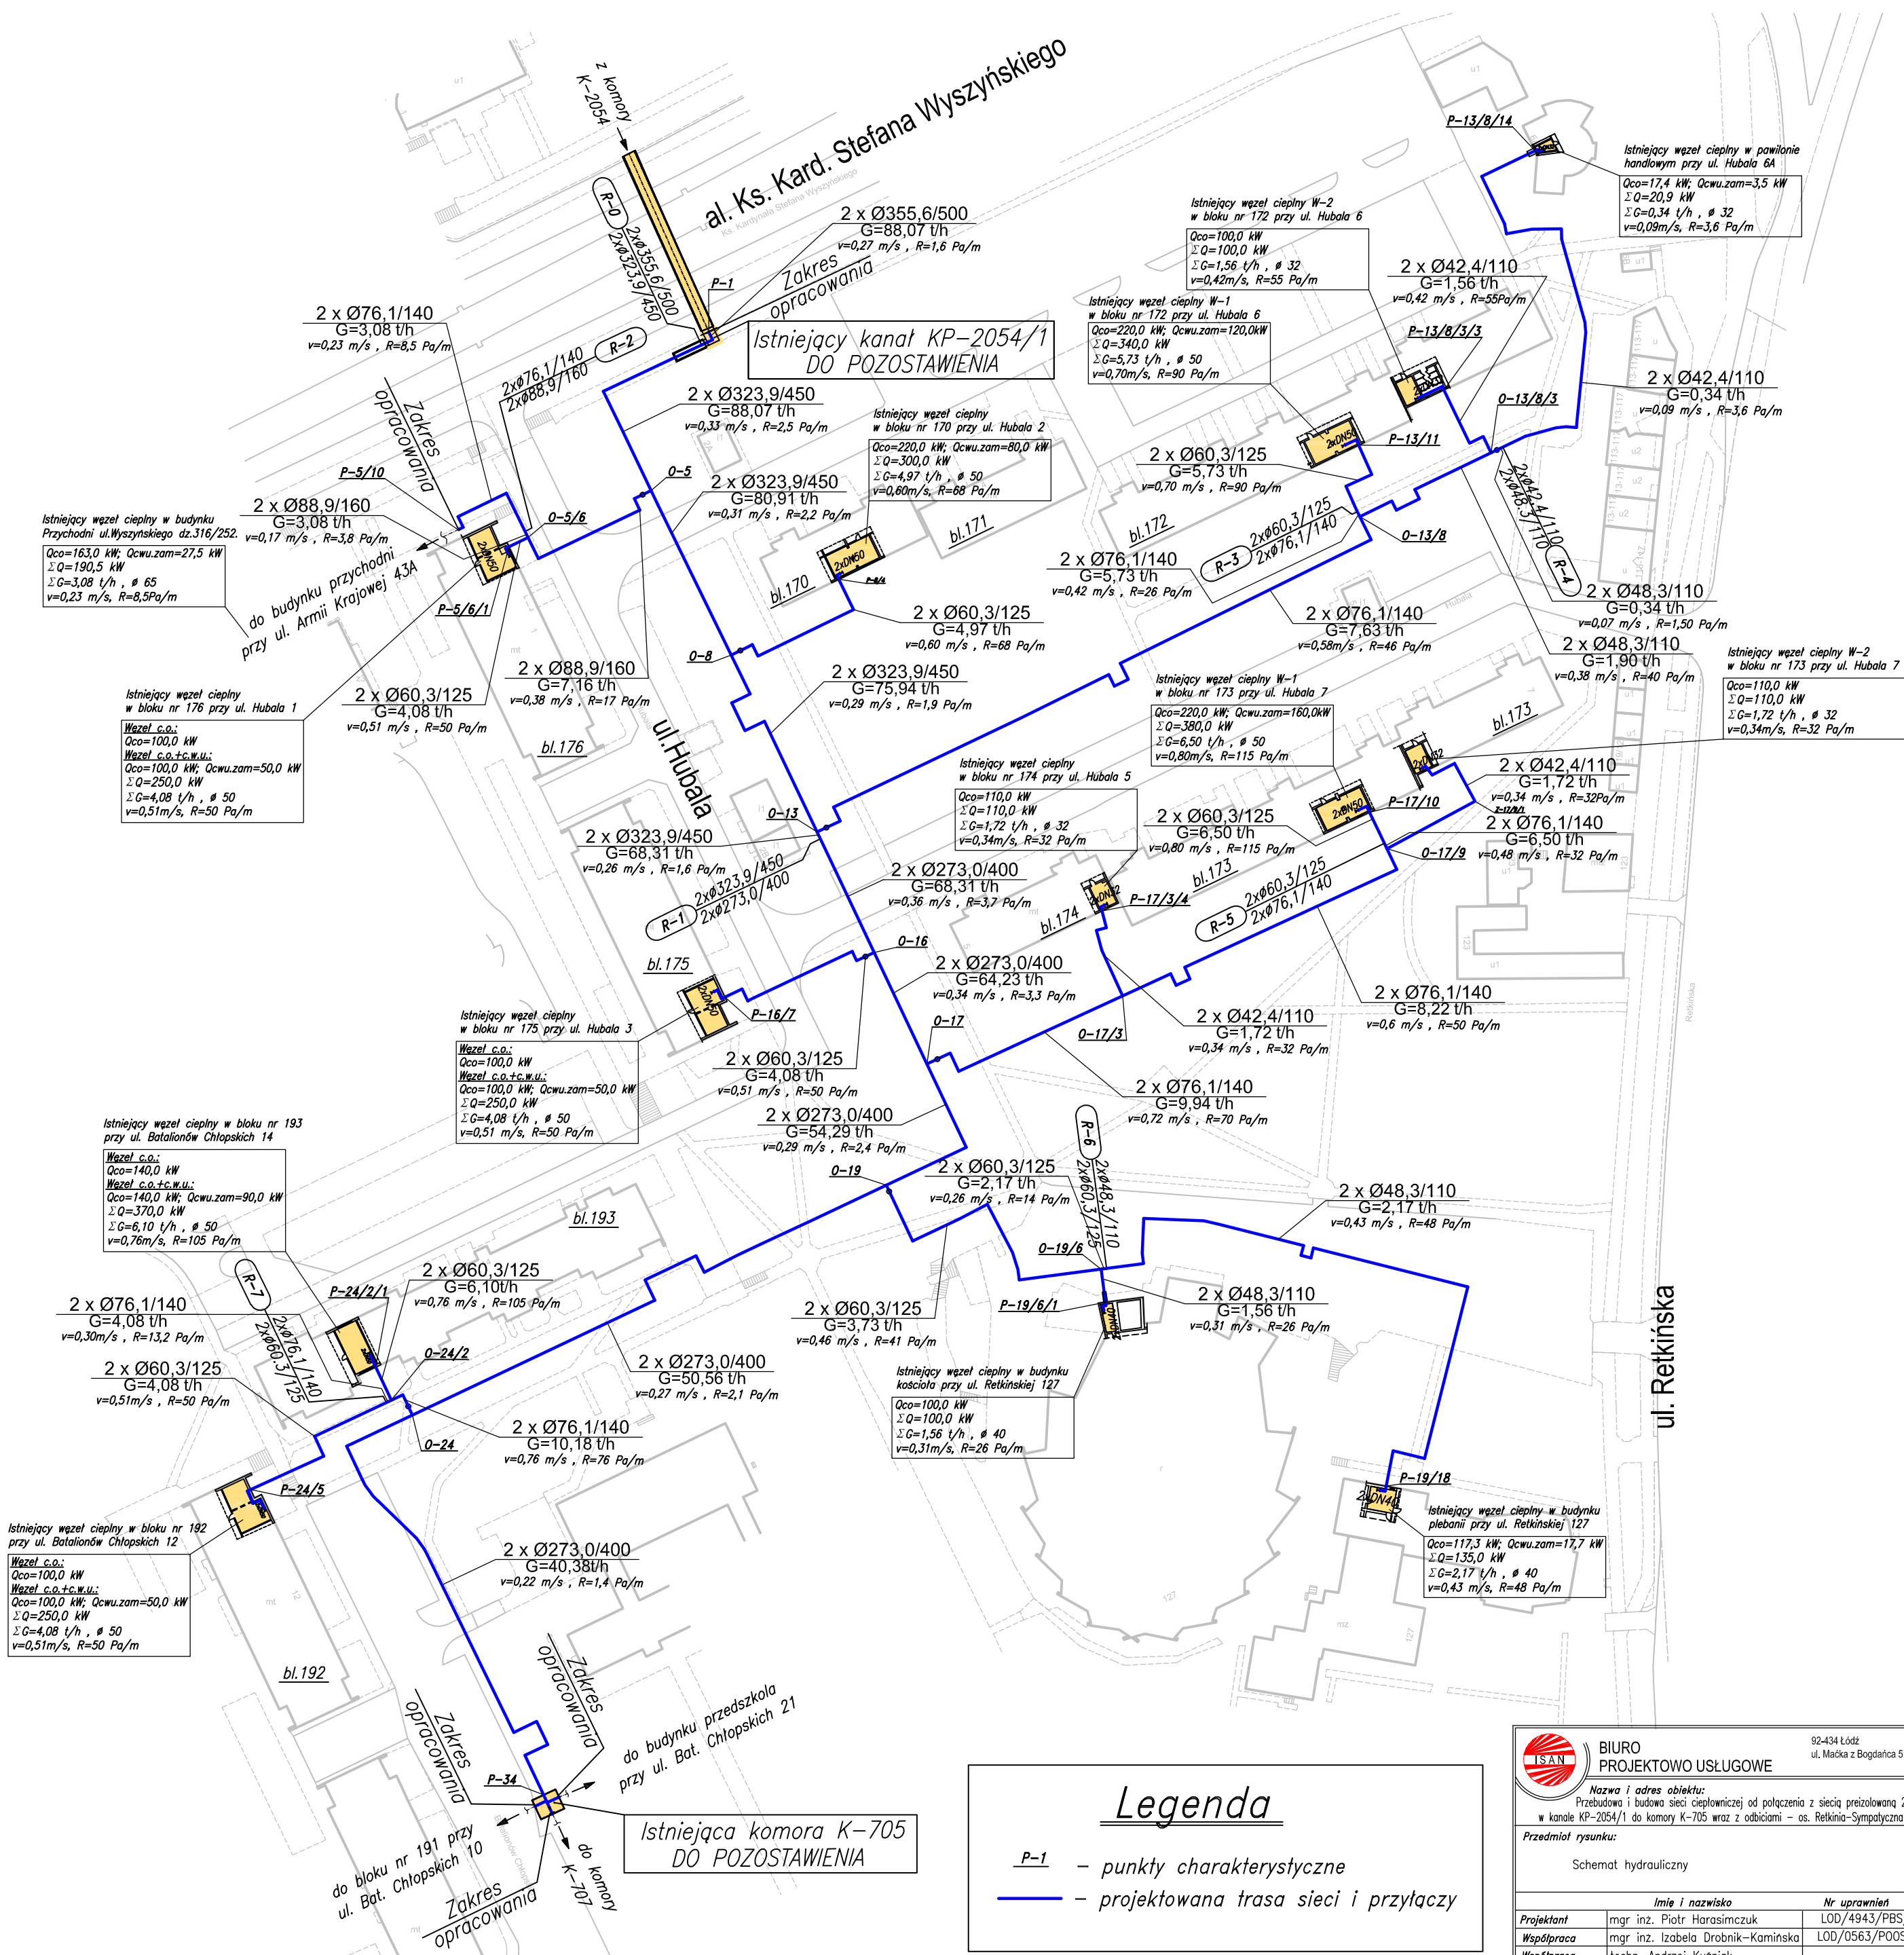 z komory
K-2054
al. Ks. Kard. Stefana Wyszyńskiego
Ks. Kardynała Stefana Wyszyńskiego
R-0
2xø355,6/500
2xø323,9/450
P-1
2 x Ø355,6/500
G=88,07 t/h
v=0,27 m/s , R=1,6 Pa/m
Zakres
opracowania
Istniejący kanał KP-2054/1
DO POZOSTAWIENIA
P-13/8/14
Istniejący węzeł cieplny w pawilonie
handlowym przy ul. Hubala 6A
Qco=17,4 kW; Qcwu.zam=3,5 kW
ΣQ=20,9 kW
ΣG=0,34 t/h , ø 32
v=0,09m/s, R=3,6 Pa/m
Istniejący węzeł cieplny W-2
w bloku nr 172 przy ul. Hubala 6
Qco=100,0 kW
ΣQ=100,0 kW
ΣG=1,56 t/h , ø 32
v=0,42m/s, R=55 Pa/m
2 x Ø42,4/110
G=1,56 t/h
v=0,42 m/s , R=55Pa/m
Istniejący węzeł cieplny W-1
w bloku nr 172 przy ul. Hubala 6
Qco=220,0 kW; Qcwu.zam=120,0kW
ΣQ=340,0 kW
ΣG=5,73 t/h , ø 50
v=0,70m/s, R=90 Pa/m
P-13/8/3/3
2 x Ø42,4/110
G=0,34 t/h
v=0,09 m/s , R=3,6 Pa/m
O-13/8/3
2xDN50
P-13/11
2 x Ø76,1/140
G=3,08 t/h
v=0,23 m/s , R=8,5 Pa/m
R-2
2xø76,1/140
2xø88,9/160
Zakres
opracowania
2 x Ø323,9/450
G=88,07 t/h
v=0,33 m/s , R=2,5 Pa/m
Istniejący węzeł cieplny
w bloku nr 170 przy ul. Hubala 2
Qco=220,0 kW; Qcwu.zam=80,0 kW
ΣQ=300,0 kW
ΣG=4,97 t/h , ø 50
v=0,60m/s, R=68 Pa/m
2 x Ø60,3/125
G=5,73 t/h
v=0,70 m/s , R=90 Pa/m
P-5/10
O-5
2 x Ø323,9/450
G=80,91 t/h
v=0,31 m/s , R=2,2 Pa/m
2 x Ø88,9/160
G=3,08 t/h
v=0,17 m/s , R=3,8 Pa/m
O-5/6
Istniejący węzeł cieplny w budynku
Przychodni ul.Wyszyńskiego dz.316/252.
Qco=163,0 kW; Qcwu.zam=27,5 kW
ΣQ=190,5 kW
ΣG=3,08 t/h , ø 65
v=0,23 m/s, R=8,5Pa/m
do budynku przychodni
przy ul. Armii Krajowej 43A
2xDN50
P-5/6/1
2xDN50
bl.170
bl.171
bl.172
R-3
2xø60,3/125
2xø76,1/140
O-13/8
2xø42,4/110
2xø48,3/110
R-4
2 x Ø76,1/140
G=5,73 t/h
v=0,42 m/s , R=26 Pa/m
2 x Ø60,3/125
G=4,97 t/h
v=0,60 m/s , R=68 Pa/m
2 x Ø76,1/140
G=7,63 t/h
v=0,58m/s , R=46 Pa/m
2 x Ø48,3/110
G=0,34 t/h
v=0,07 m/s , R=1,50 Pa/m
2 x Ø48,3/110
G=1,90 t/h
v=0,38 m/s , R=40 Pa/m
O-8
2 x Ø88,9/160
G=7,16 t/h
v=0,38 m/s , R=17 Pa/m
2 x Ø60,3/125
G=4,08 t/h
v=0,51 m/s , R=50 Pa/m
2 x Ø323,9/450
G=75,94 t/h
v=0,29 m/s , R=1,9 Pa/m
Istniejący węzeł cieplny
w bloku nr 176 przy ul. Hubala 1
Węzeł c.o.:
Qco=100,0 kW
Węzeł c.o.+c.w.u.:
Qco=100,0 kW; Qcwu.zam=50,0 kW
ΣQ=250,0 kW
ΣG=4,08 t/h , ø 50
v=0,51m/s, R=50 Pa/m
bl.176
ul.Hubala
Hubala
Istniejący węzeł cieplny W-1
w bloku nr 173 przy ul. Hubala 7
Qco=220,0 kW; Qcwu.zam=160,0kW
ΣQ=380,0 kW
ΣG=6,50 t/h , ø 50
v=0,80m/s, R=115 Pa/m
Istniejący węzeł cieplny W-2
w bloku nr 173 przy ul. Hubala 7
Qco=110,0 kW
ΣQ=110,0 kW
ΣG=1,72 t/h , ø 32
v=0,34m/s, R=32 Pa/m
bl.173
Istniejący węzeł cieplny
w bloku nr 174 przy ul. Hubala 5
Qco=110,0 kW
ΣQ=110,0 kW
ΣG=1,72 t/h , ø 32
v=0,34m/s, R=32 Pa/m
2 x Ø42,4/110
G=1,72 t/h
v=0,34 m/s , R=32Pa/m
2xDN50
P-17/10
2 x Ø60,3/125
G=6,50 t/h
v=0,80 m/s , R=115 Pa/m
2 x Ø76,1/140
G=6,50 t/h
v=0,48 m/s , R=32 Pa/m
O-17/9
O-13
2 x Ø323,9/450
G=68,31 t/h
v=0,26 m/s , R=1,6 Pa/m
R-1
2xø323,9/450
2xø273,0/400
2 x Ø273,0/400
G=68,31 t/h
v=0,36 m/s , R=3,7 Pa/m
2xDN32
P-17/3/4
bl.174
bl.173
R-5
2xø60,3/125
2xø76,1/140
O-16
bl.175
2xDN50
P-16/7
2 x Ø273,0/400
G=64,23 t/h
v=0,34 m/s , R=3,3 Pa/m
2 x Ø76,1/140
G=8,22 t/h
v=0,6 m/s , R=50 Pa/m
Retkińska
Istniejący węzeł cieplny
w bloku nr 175 przy ul. Hubala 3
Węzeł c.o.:
Qco=100,0 kW
Węzeł c.o.+c.w.u.:
Qco=100,0 kW; Qcwu.zam=50,0 kW
ΣQ=250,0 kW
ΣG=4,08 t/h , ø 50
v=0,51 m/s, R=50 Pa/m
O-17
O-17/3
2 x Ø42,4/110
G=1,72 t/h
v=0,34 m/s , R=32 Pa/m
2 x Ø60,3/125
G=4,08 t/h
v=0,51 m/s , R=50 Pa/m
2 x Ø76,1/140
G=9,94 t/h
v=0,72 m/s , R=70 Pa/m
2 x Ø273,0/400
G=54,29 t/h
v=0,29 m/s , R=2,4 Pa/m
Istniejący węzeł cieplny w bloku nr 193
przy ul. Batalionów Chłopskich 14
Węzeł c.o.:
Qco=140,0 kW
Węzeł c.o.+c.w.u.:
Qco=140,0 kW; Qcwu.zam=90,0 kW
ΣQ=370,0 kW
ΣG=6,10 t/h , ø 50
v=0,76m/s, R=105 Pa/m
O-19
2 x Ø60,3/125
G=2,17 t/h
v=0,26 m/s , R=14 Pa/m
R-6
2xø48,3/110
2xø60,3/125
2 x Ø48,3/110
G=2,17 t/h
v=0,43 m/s , R=48 Pa/m
bl.193
O-19/6
P-19/6/1
2 x Ø48,3/110
G=1,56 t/h
v=0,31 m/s , R=26 Pa/m
R-7
2xø76,1/140
2xø60,3/125
P-24/2/1
2 x Ø60,3/125
G=6,10t/h
v=0,76 m/s , R=105 Pa/m
2 x Ø76,1/140
G=4,08 t/h
v=0,30m/s , R=13,2 Pa/m
2 x Ø60,3/125
G=3,73 t/h
v=0,46 m/s , R=41 Pa/m
ul. Retkińska
O-24/2
2 x Ø60,3/125
G=4,08 t/h
v=0,51m/s , R=50 Pa/m
2 x Ø273,0/400
G=50,56 t/h
v=0,27 m/s , R=2,1 Pa/m
Istniejący węzeł cieplny w budynku
kościoła przy ul. Retkińskiej 127
Qco=100,0 kW
ΣQ=100,0 kW
ΣG=1,56 t/h , ø 40
v=0,31m/s, R=26 Pa/m
O-24
2 x Ø76,1/140
G=10,18 t/h
v=0,76 m/s , R=76 Pa/m
P-24/5
P-19/18
2xDN40
Istniejący węzeł cieplny w budynku
plebanii przy ul. Retkińskiej 127
Qco=117,3 kW; Qcwu.zam=17,7 kW
ΣQ=135,0 kW
ΣG=2,17 t/h , ø 40
v=0,43 m/s, R=48 Pa/m
Istniejący węzeł cieplny w bloku nr 192
przy ul. Batalionów Chłopskich 12
Węzeł c.o.:
Qco=100,0 kW
Węzeł c.o.+c.w.u.:
Qco=100,0 kW; Qcwu.zam=50,0 kW
ΣQ=250,0 kW
ΣG=4,08 t/h , ø 50
v=0,51m/s, R=50 Pa/m
2 x Ø273,0/400
G=40,38t/h
v=0,22 m/s , R=1,4 Pa/m
bl.192
Zakres
opracowania
Zakres
opracowania
do budynku przedszkola
przy ul. Bat. Chłopskich 21
P-34
Istniejąca komora K-705
DO POZOSTAWIENIA
do bloku nr 191 przy
ul. Bat. Chłopskich 10
do komory
K-707
Zakres
opracowania
Legenda
P-1 - punkty charakterystyczne
- projektowana trasa sieci i przyłączy
ISAN
BIURO
PROJEKTOWO USŁUGOWE
92-434 Łódź
ul. Maćka z Bogdańca 5
Nazwa i adres obiektu:
Przebudowa i budowa sieci ciepłowniczej od połączenia z siecią preizolowaną 2
w kanale KP-2054/1 do komory K-705 wraz z odbiciami – os. Retkinia-Sympatyczna
Przedmiot rysunku:
Schemat hydrauliczny
Imię i nazwisko Nr uprawnień
Projektant mgr inż. Piotr Harasimczuk LOD/4943/PBS
Współpraca mgr inż. Izabela Drobnik-Kamińska LOD/0563/POOS